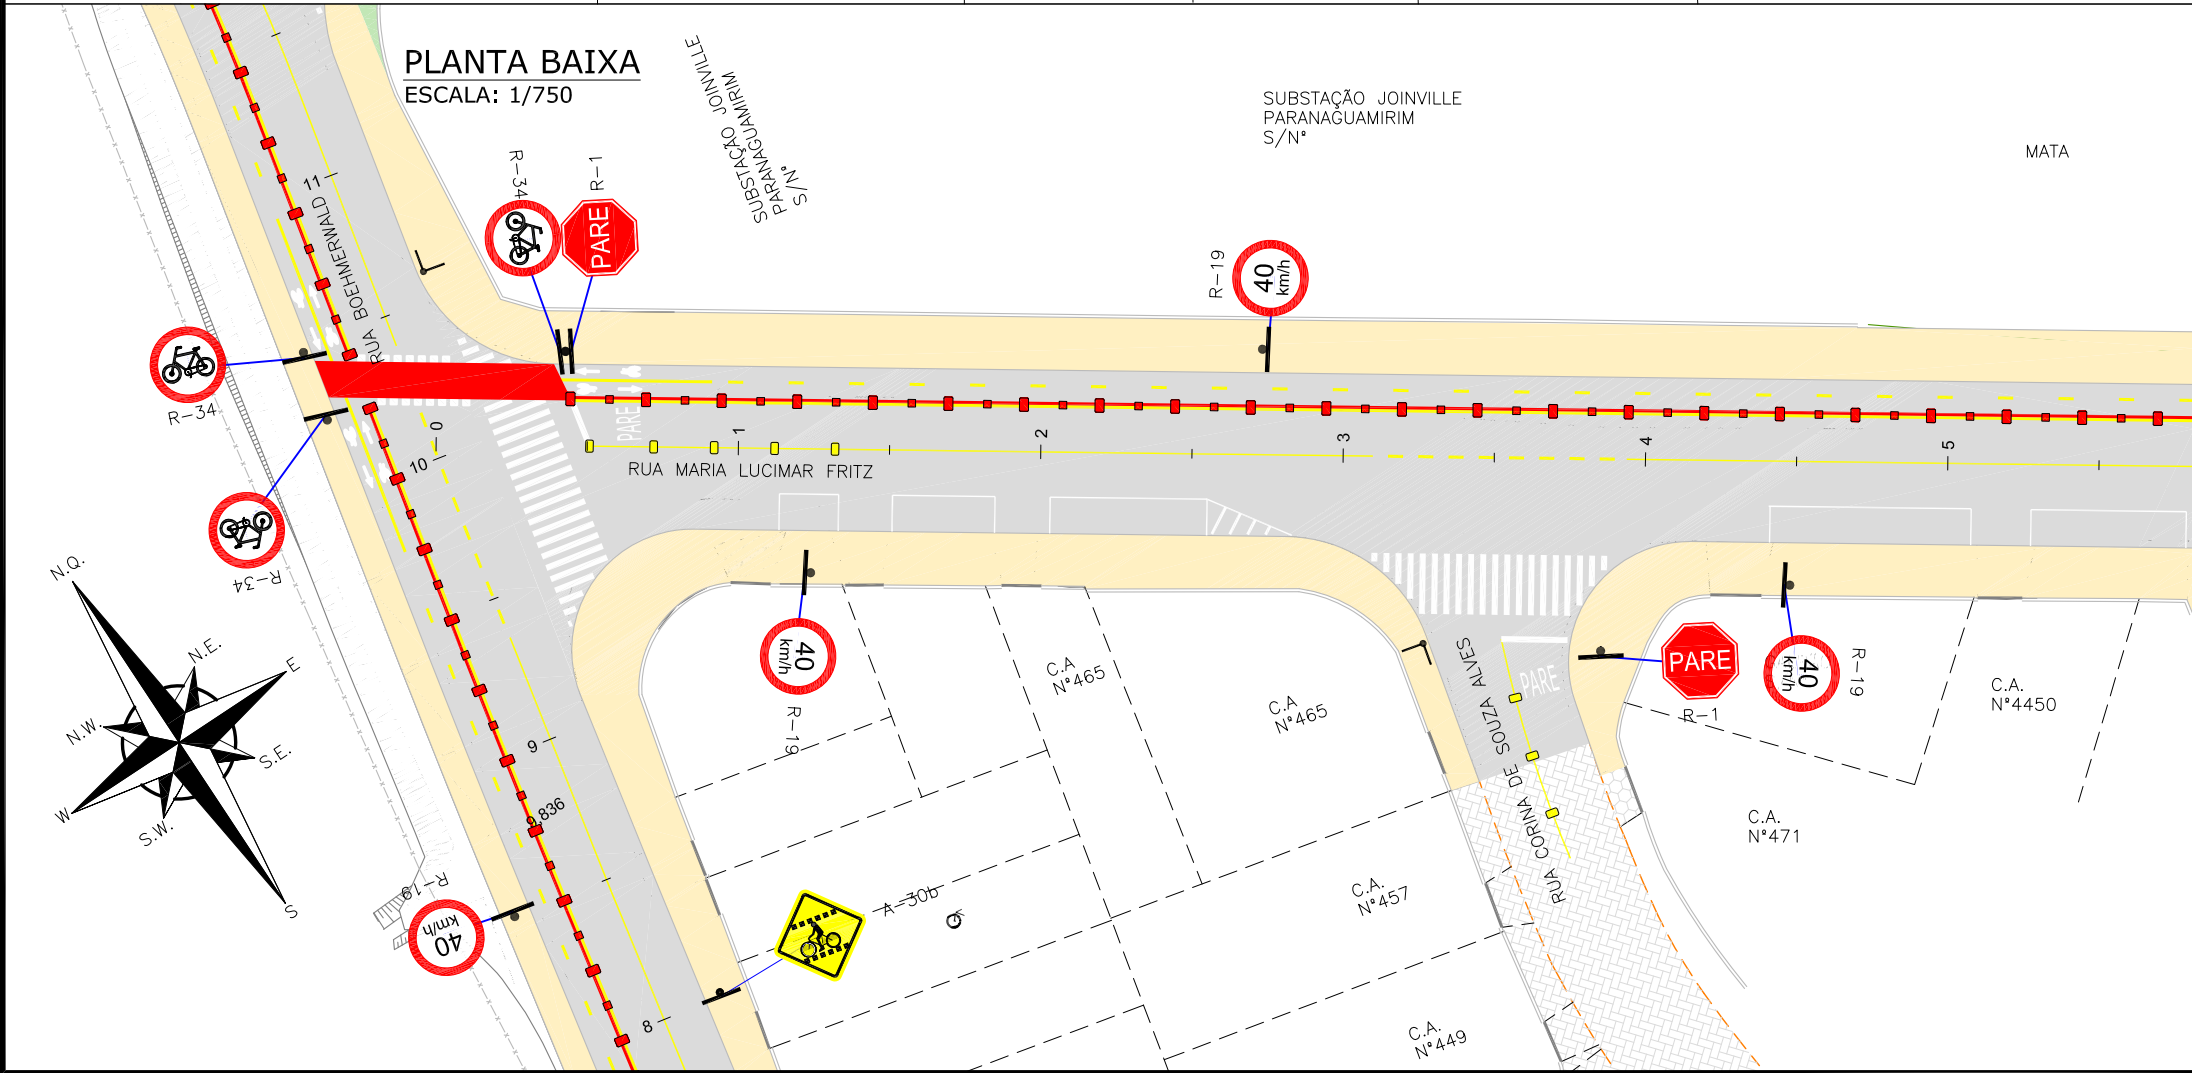 PLANTA BAIXA
ESCALA: 1/750
SUBSTAÇÃO JOINVILLE
PARANAGUAMIRIM
S/N°
SUBSTAÇÃO JOINVILLE
PARANAGUAMIRIM
S/N°
MATA
R-34
R-1
PARE
R-19
40
km/h
11
RUA BOEHMERWALD
R-34
R-34
PARE
0
10
1
2
3
4
5
RUA MARIA LUCIMAR FRITZ
40
km/h
R-19
C.A
N°465
C.A
N°465
RUA CORINA DE SOUZA ALVES
PARE
PARE
R-1
40
km/h
R-19
C.A.
N°4450
C.A.
N°471
N.Q.
N.E.
E
N.W.
S.E.
W
S.W.
S
9
9,836
R-19
40
km/h
A-30b
C.A.
N°457
8
C.A.
N°449